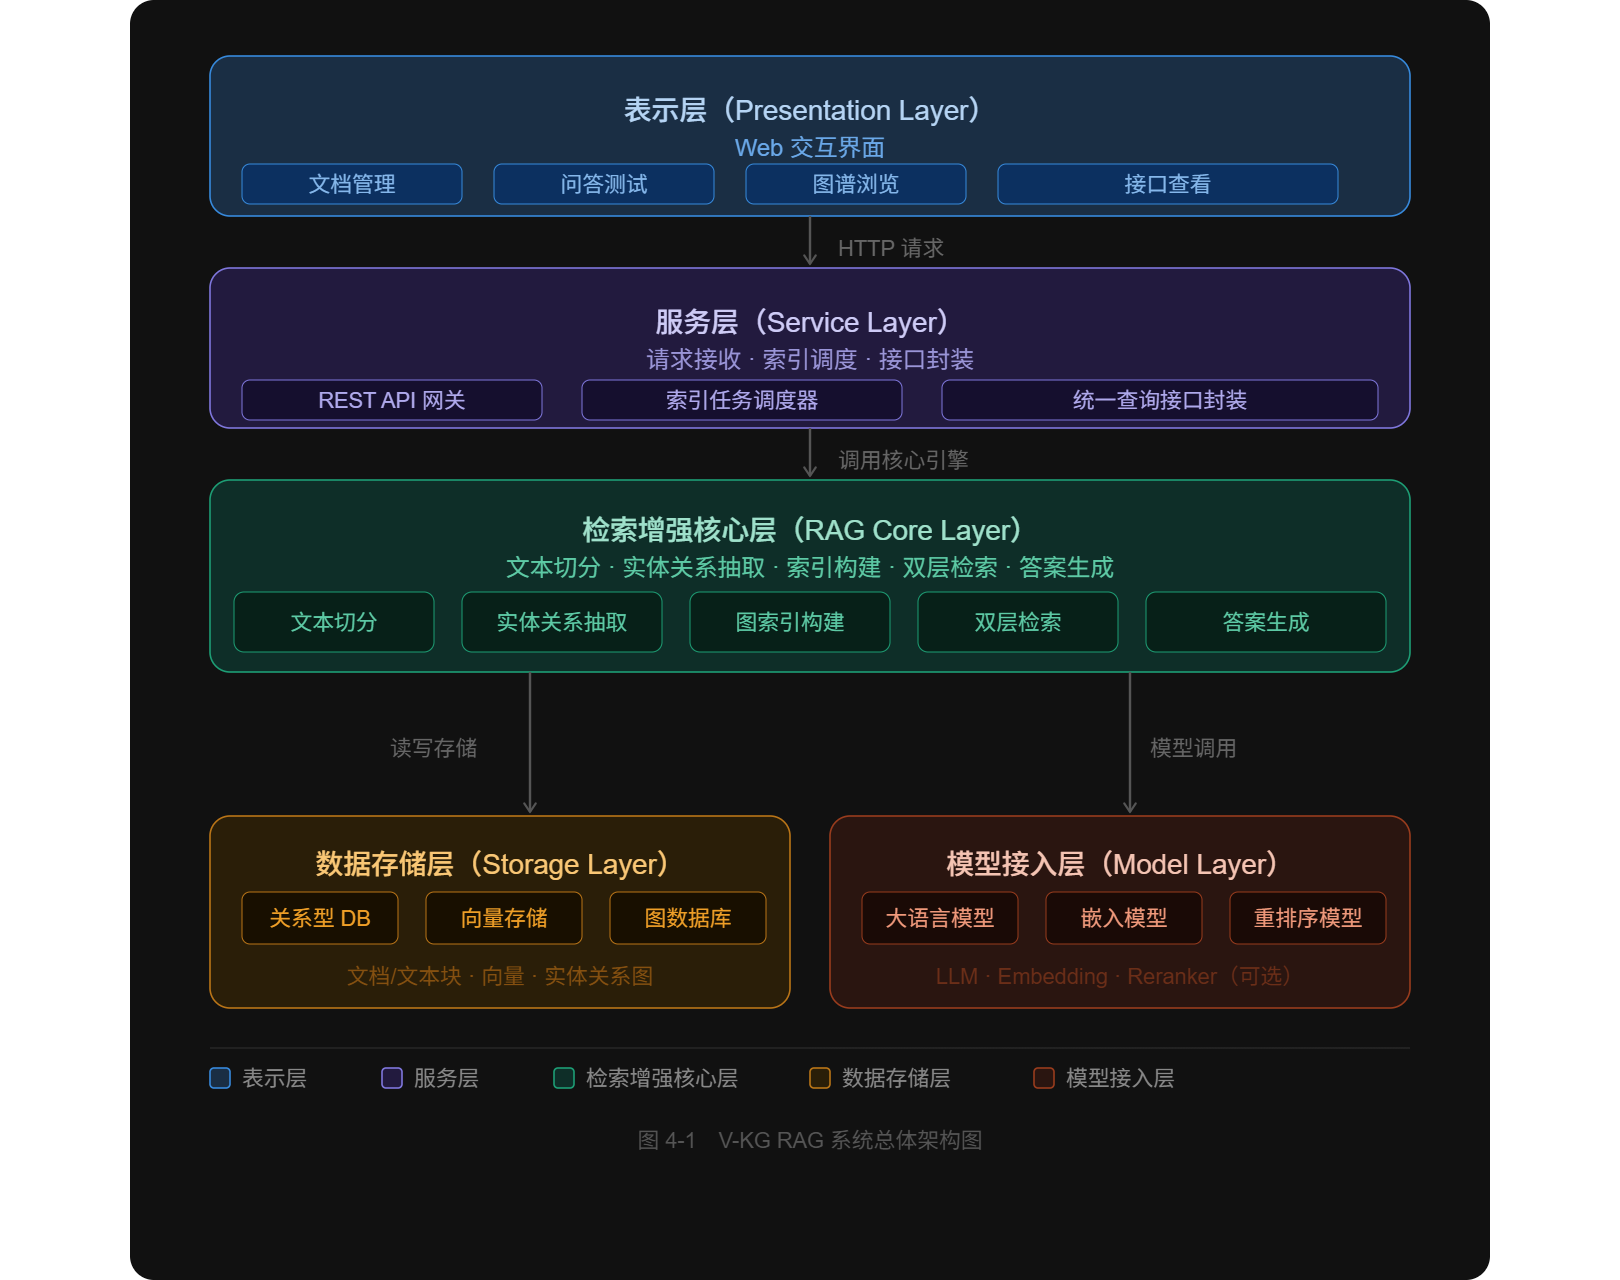 表示层（Presentation Layer）
Web 交互界面
文档管理 问答测试 图谱浏览 接口查看
HTTP 请求
服务层（Service Layer）
请求接收 · 索引调度 · 接口封装
REST API 网关 索引任务调度器 统一查询接口封装
调用核心引擎
检索增强核心层（RAG Core Layer）
文本切分 · 实体关系抽取 · 索引构建 · 双层检索 · 答案生成
文本切分 实体关系抽取 图索引构建 双层检索 答案生成
读写存储 模型调用
数据存储层（Storage Layer）
关系型 DB 向量存储 图数据库
文档/文本块 · 向量 · 实体关系图
模型接入层（Model Layer）
大语言模型 嵌入模型 重排序模型
LLM · Embedding · Reranker（可选）
表示层 服务层 检索增强核心层 数据存储层 模型接入层
图 4-1 V-KG RAG 系统总体架构图